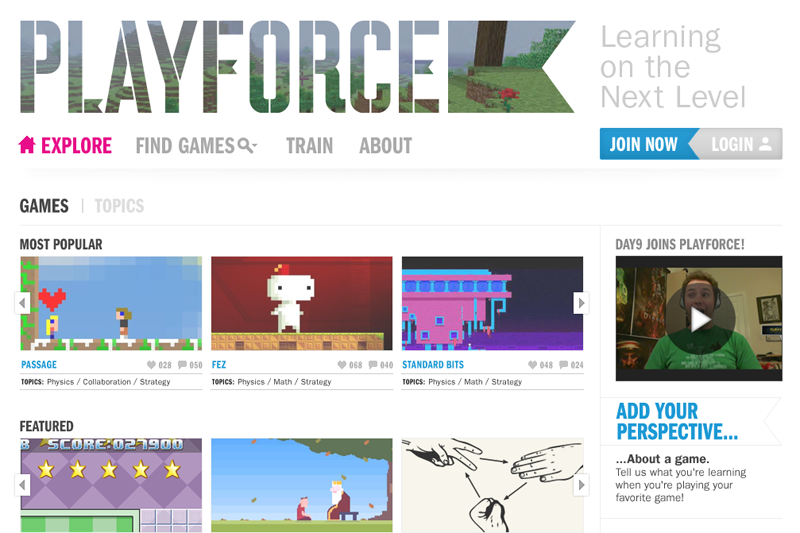 PLAYFORCE
Learning
on the
Next Level
EXPLORE
FIND GAMES
TRAIN
ABOUT
JOIN NOW
LOGIN
GAMES | TOPICS
MOST POPULAR
PASSAGE 028 050
TOPICS: Physics / Collaboration / Strategy
FEZ 068 040
TOPICS: Physics / Math / Strategy
STANDARD BITS 048 024
TOPICS: Physics / Math / Strategy
FEATURED
B SCORE:027900
DAY9 JOINS PLAYFORCE!
ADD YOUR
PERSPECTIVE...
...About a game.
Tell us what you're learning
when you're playing your
favorite game!